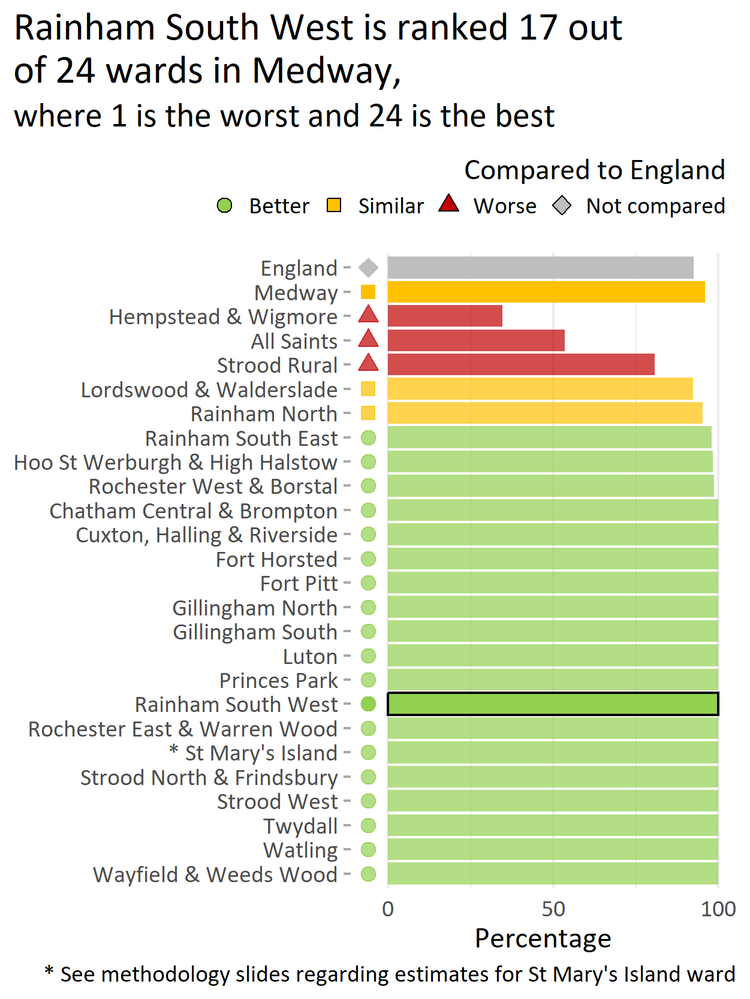 Rainham South West is ranked 17 out
of 24 wards in Medway,
where 1 is the worst and 24 is the best
Compared to England
Better Similar Worse Not compared
England
Medway
Hempstead & Wigmore
All Saints
Strood Rural
Lordswood & Walderslade
Rainham North
Rainham South East
Hoo St Werburgh & High Halstow
Rochester West & Borstal
Chatham Central & Brompton
Cuxton, Halling & Riverside
Fort Horsted
Fort Pitt
Gillingham North
Gillingham South
Luton
Princes Park
Rainham South West
Rochester East & Warren Wood
* St Mary's Island
Strood North & Frindsbury
Strood West
Twydall
Watling
Wayfield & Weeds Wood
0 50 100
Percentage
* See methodology slides regarding estimates for St Mary's Island ward